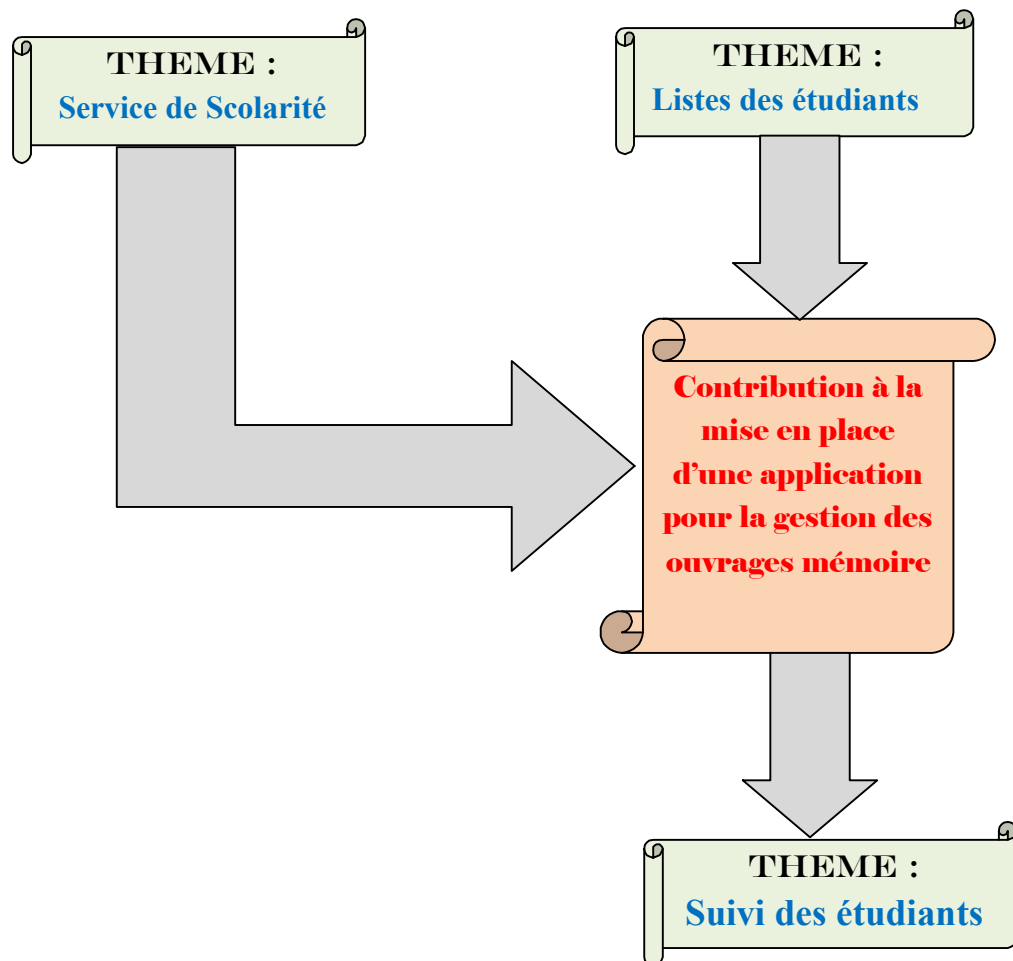 THEME :
Service de Scolarité
THEME :
Listes des étudiants
Contribution à la
mise en place
d’une application
pour la gestion des
ouvrages mémoire
THEME :
Suivi des étudiants